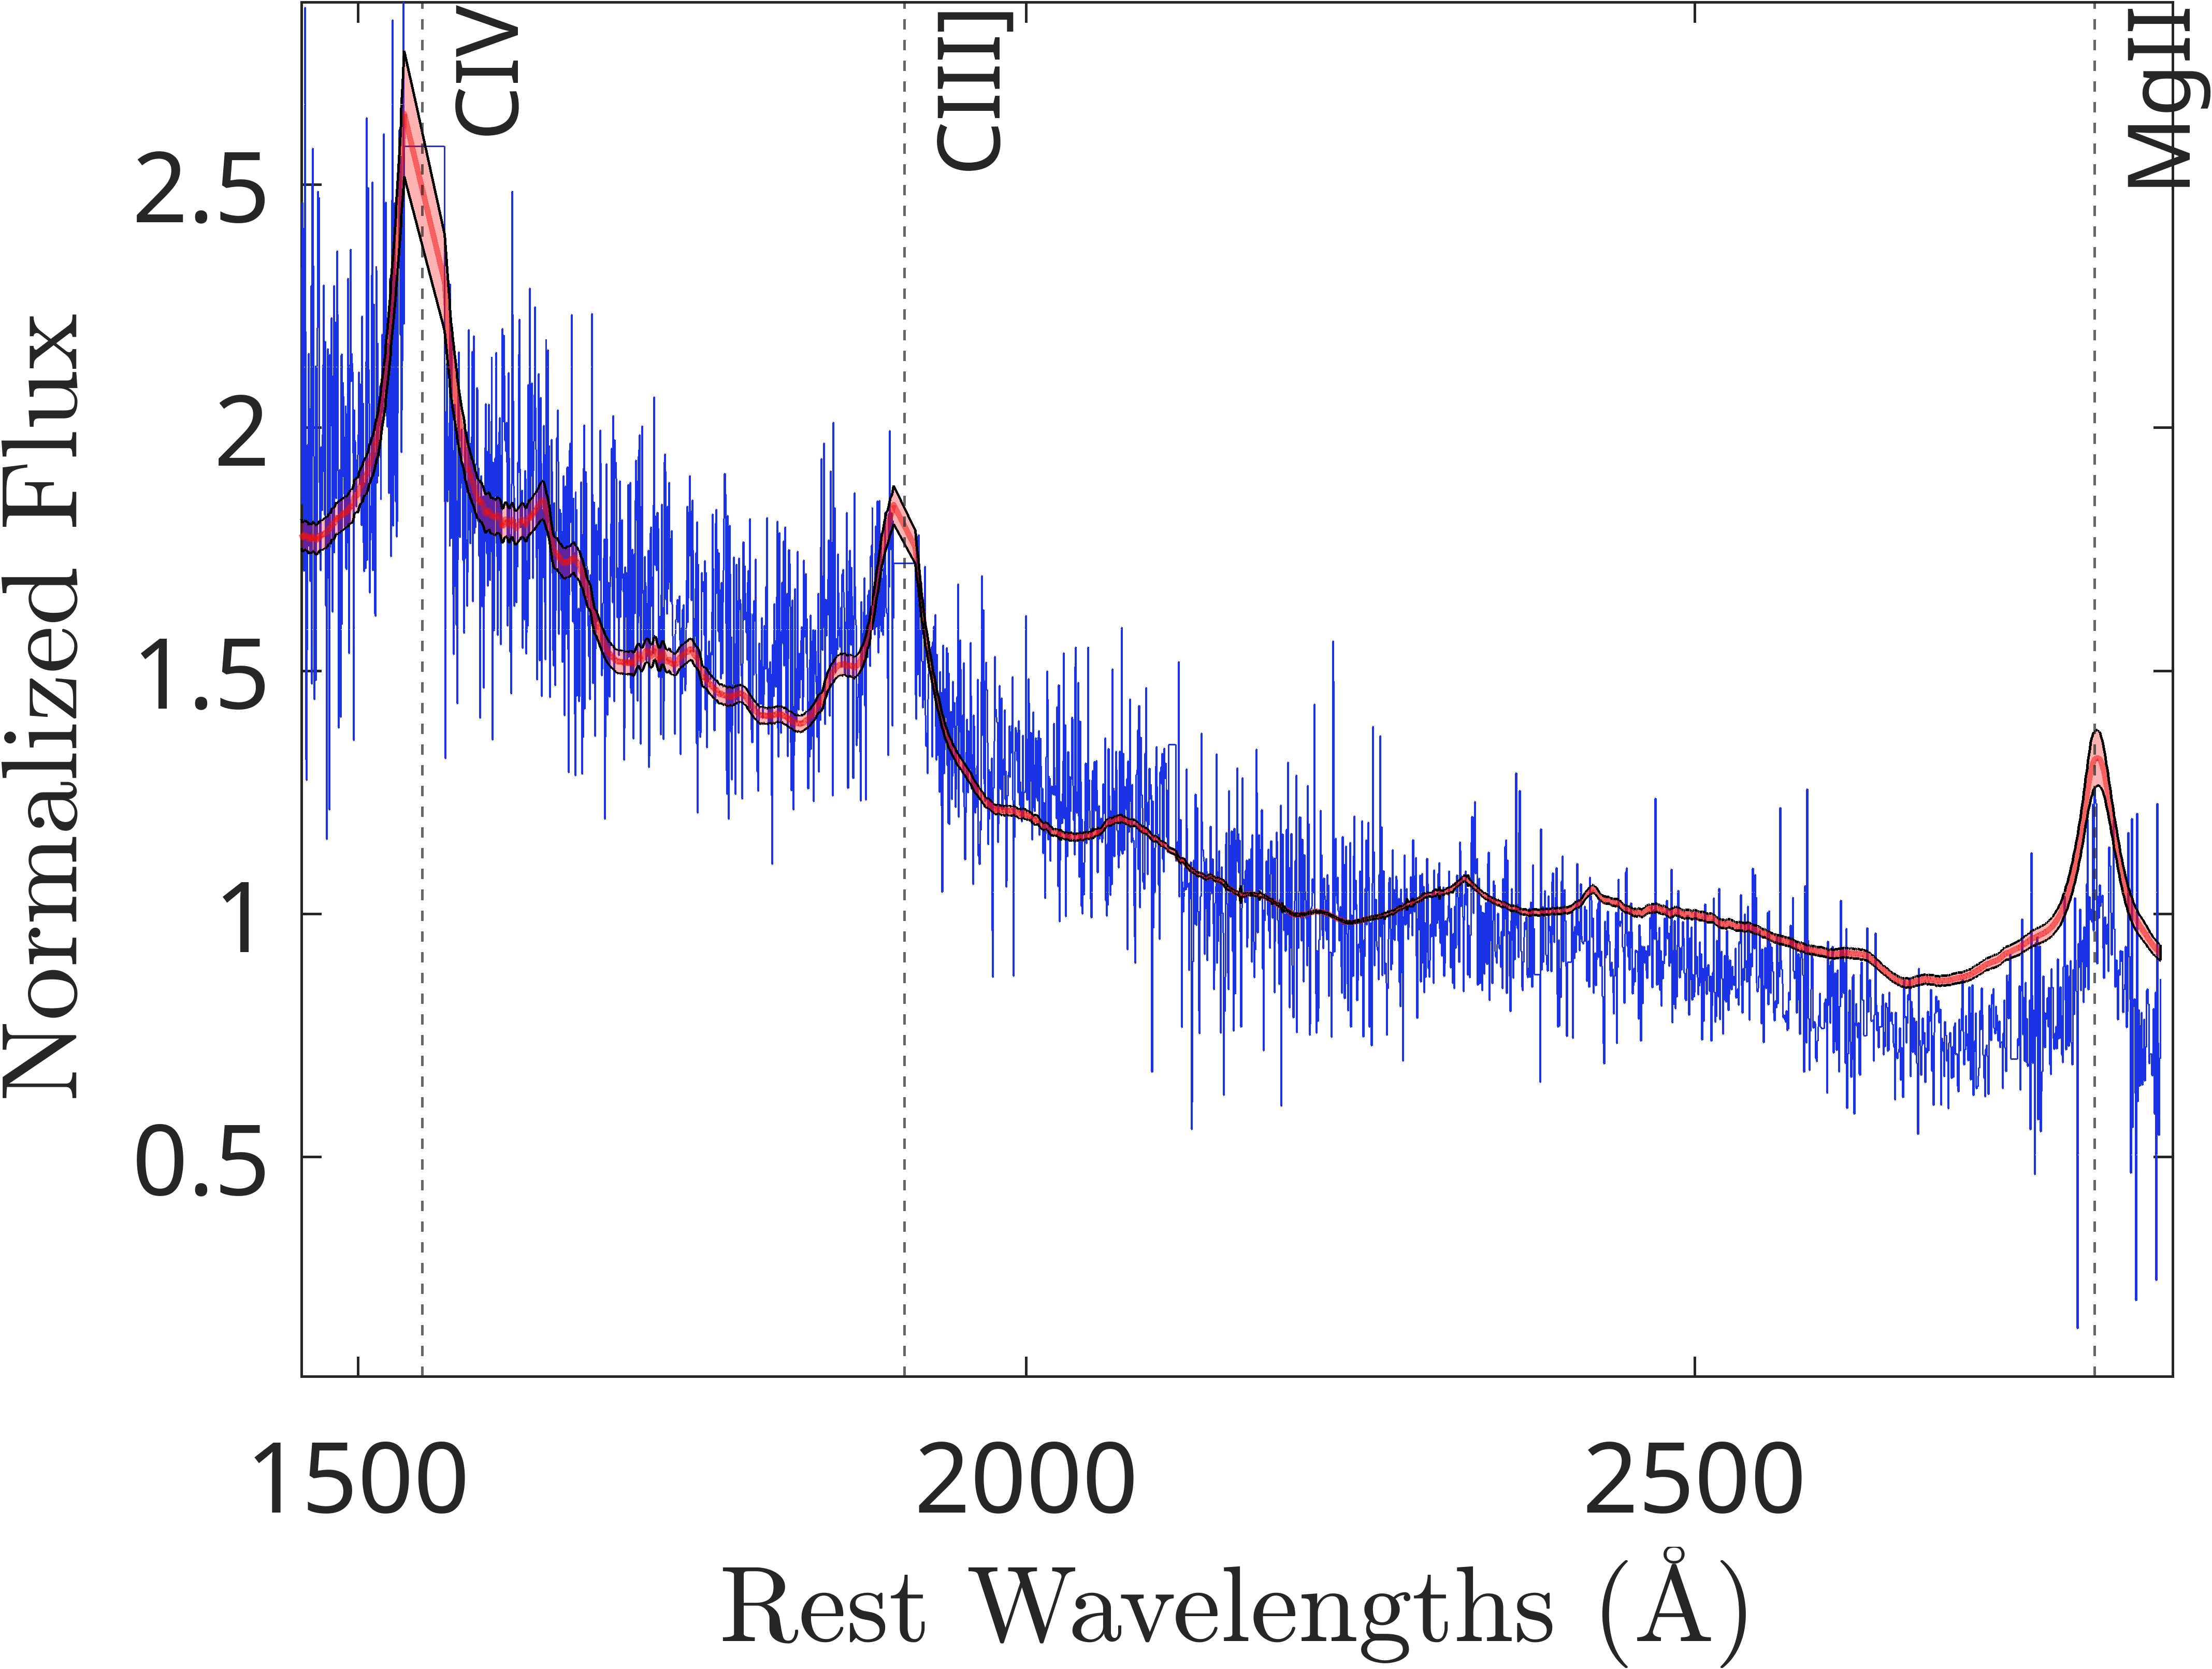 CIV
CIII]
MgII
Normalized Flux
2.5
2
1.5
1
0.5
1500
2000
2500
Rest Wavelengths (Å)